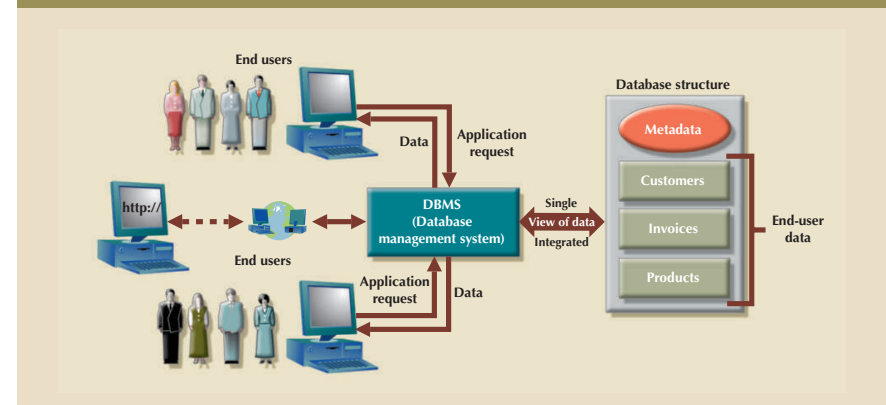 End users
Data
Application
request
http://
DBMS
(Database
management system)
End users
Application
request
Data
Single
View of data
Integrated
Database structure
Metadata
Customers
Invoices
Products
End-user
data